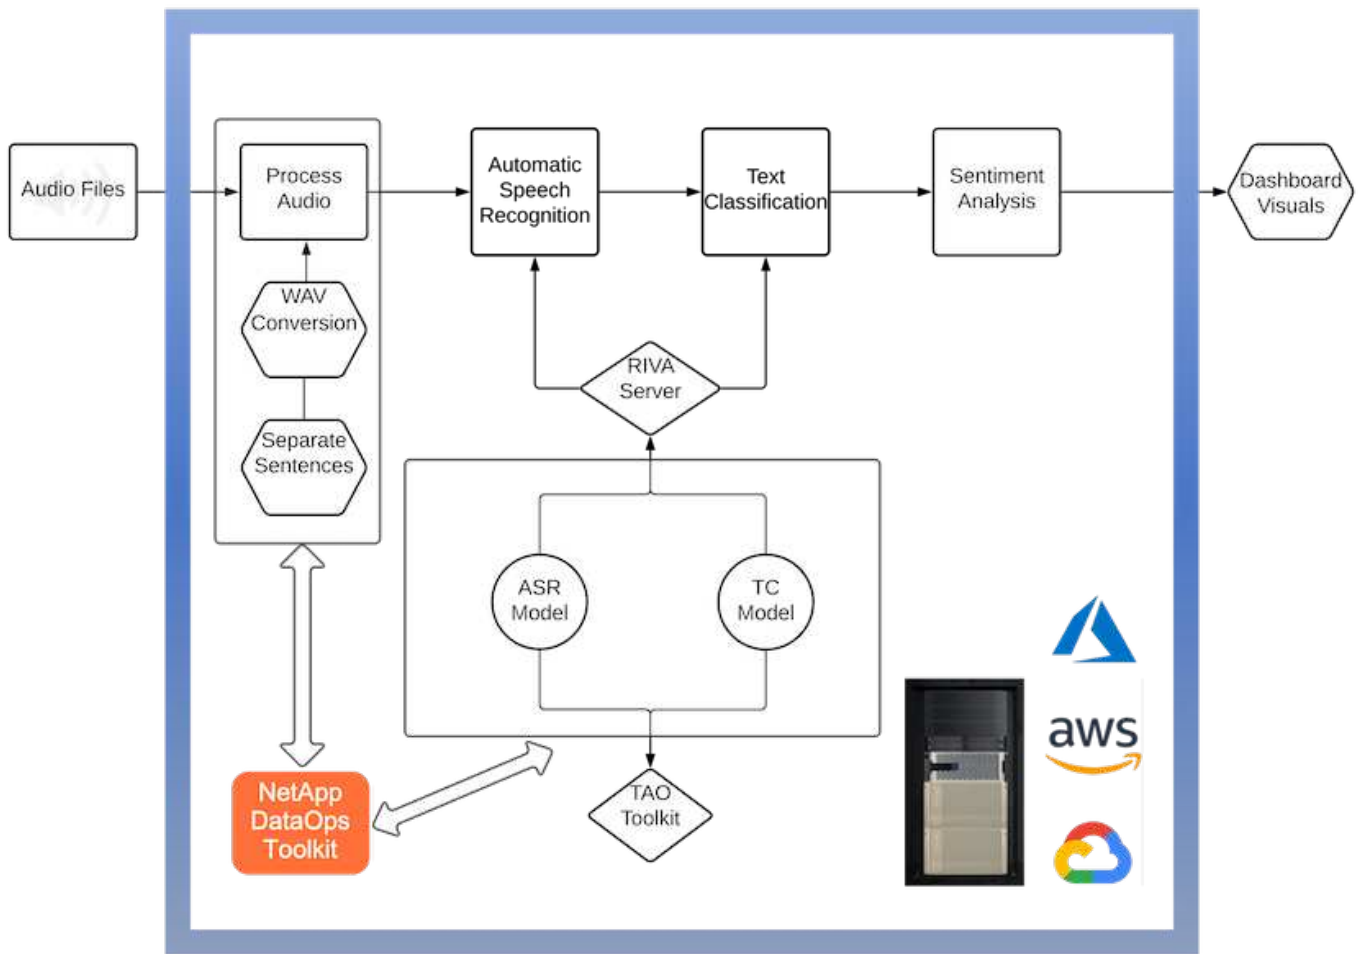 Audio Files
Process
Audio
WAV
Conversion
Separate
Sentences
Automatic
Speech
Recognition
Text
Classification
Sentiment
Analysis
Dashboard
Visuals
RIVA
Server
ASR
Model
TC
Model
TAO
Toolkit
NetApp
DataOps
Toolkit
aws